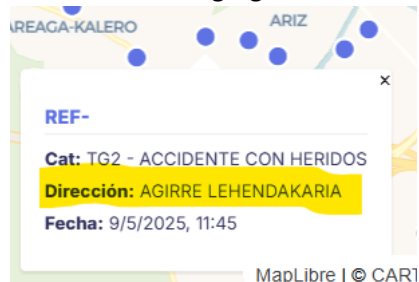 AREAGA-KALERO
ARIZ
×
REF-
Cat: TG2 - ACCIDENTE CON HERIDOS
Dirección: AGIRRE LEHENDAKARIA
Fecha: 9/5/2025, 11:45
MapLibre | © CART